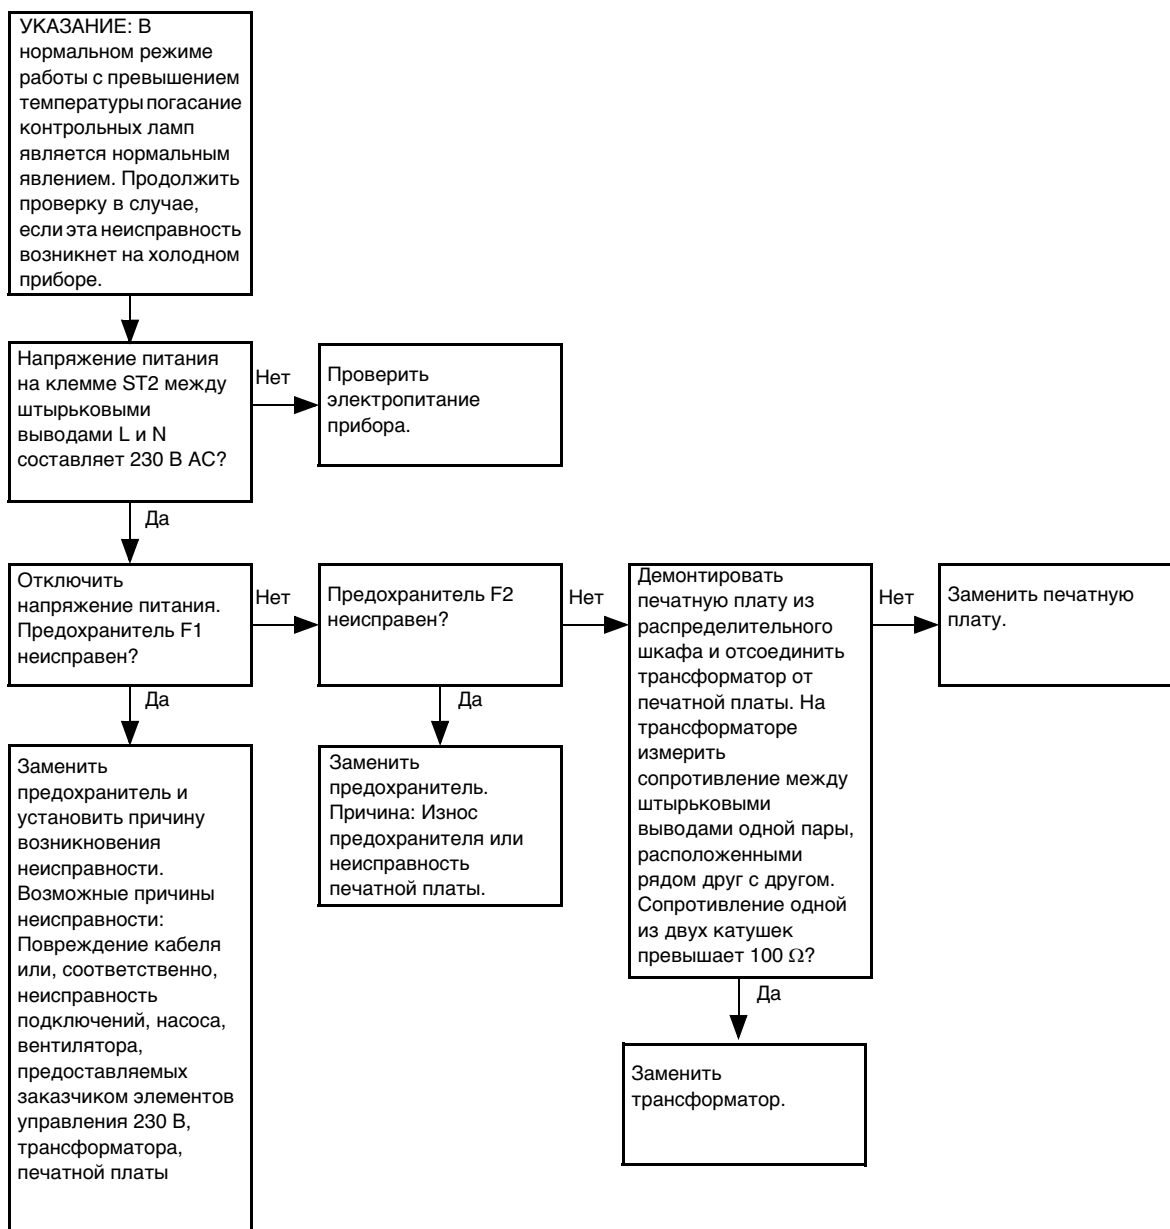 УКАЗАНИЕ: В
нормальном режиме
работы с превышением
температуры погасание
контрольных ламп
является нормальным
явлением. Продолжить
проверку в случае,
если эта неисправность
возникнет на холодном
приборе.
Напряжение питания
на клемме ST2 между
штырьковыми
выводами L и N
составляет 230 В AC?
Нет
Проверить
электропитание
прибора.
Да
Отключить
напряжение питания.
Предохранитель F1
неисправен?
Нет
Предохранитель F2
неисправен?
Нет
Демонтировать
печатную плату из
распределительного
шкафа и отсоединить
трансформатор от
печатной платы. На
трансформаторе
измерить
сопротивление между
штырьковыми
выводами одной пары,
расположенными
рядом друг с другом.
Сопротивление одной
из двух катушек
превышает 100 Ω?
Нет
Заменить печатную
плату.
Да
Заменить
предохранитель и
установить причину
возникновения
неисправности.
Возможные причины
неисправности:
Повреждение кабеля
или, соответственно,
неисправность
подключений, насоса,
вентилятора,
предоставляемых
заказчиком элементов
управления 230 В,
трансформатора,
печатной платы
Да
Заменить
предохранитель.
Причина: Износ
предохранителя или
неисправность
печатной платы.
Да
Заменить
трансформатор.